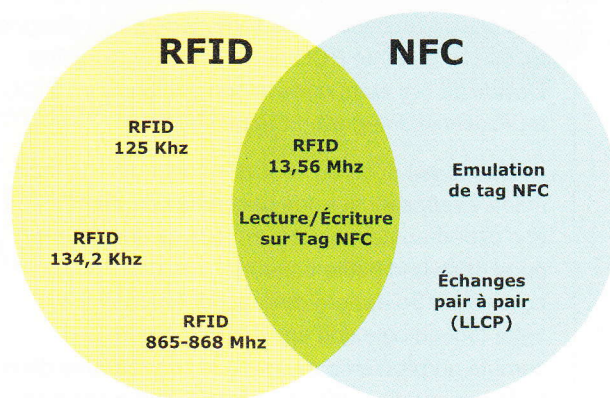 RFID
NFC
RFID
125 Khz
RFID
134,2 Khz
RFID
865-868 Mhz
RFID
13,56 Mhz
Lecture/Écriture
sur Tag NFC
Emulation
de tag NFC
Échanges
pair à pair
(LLCP)